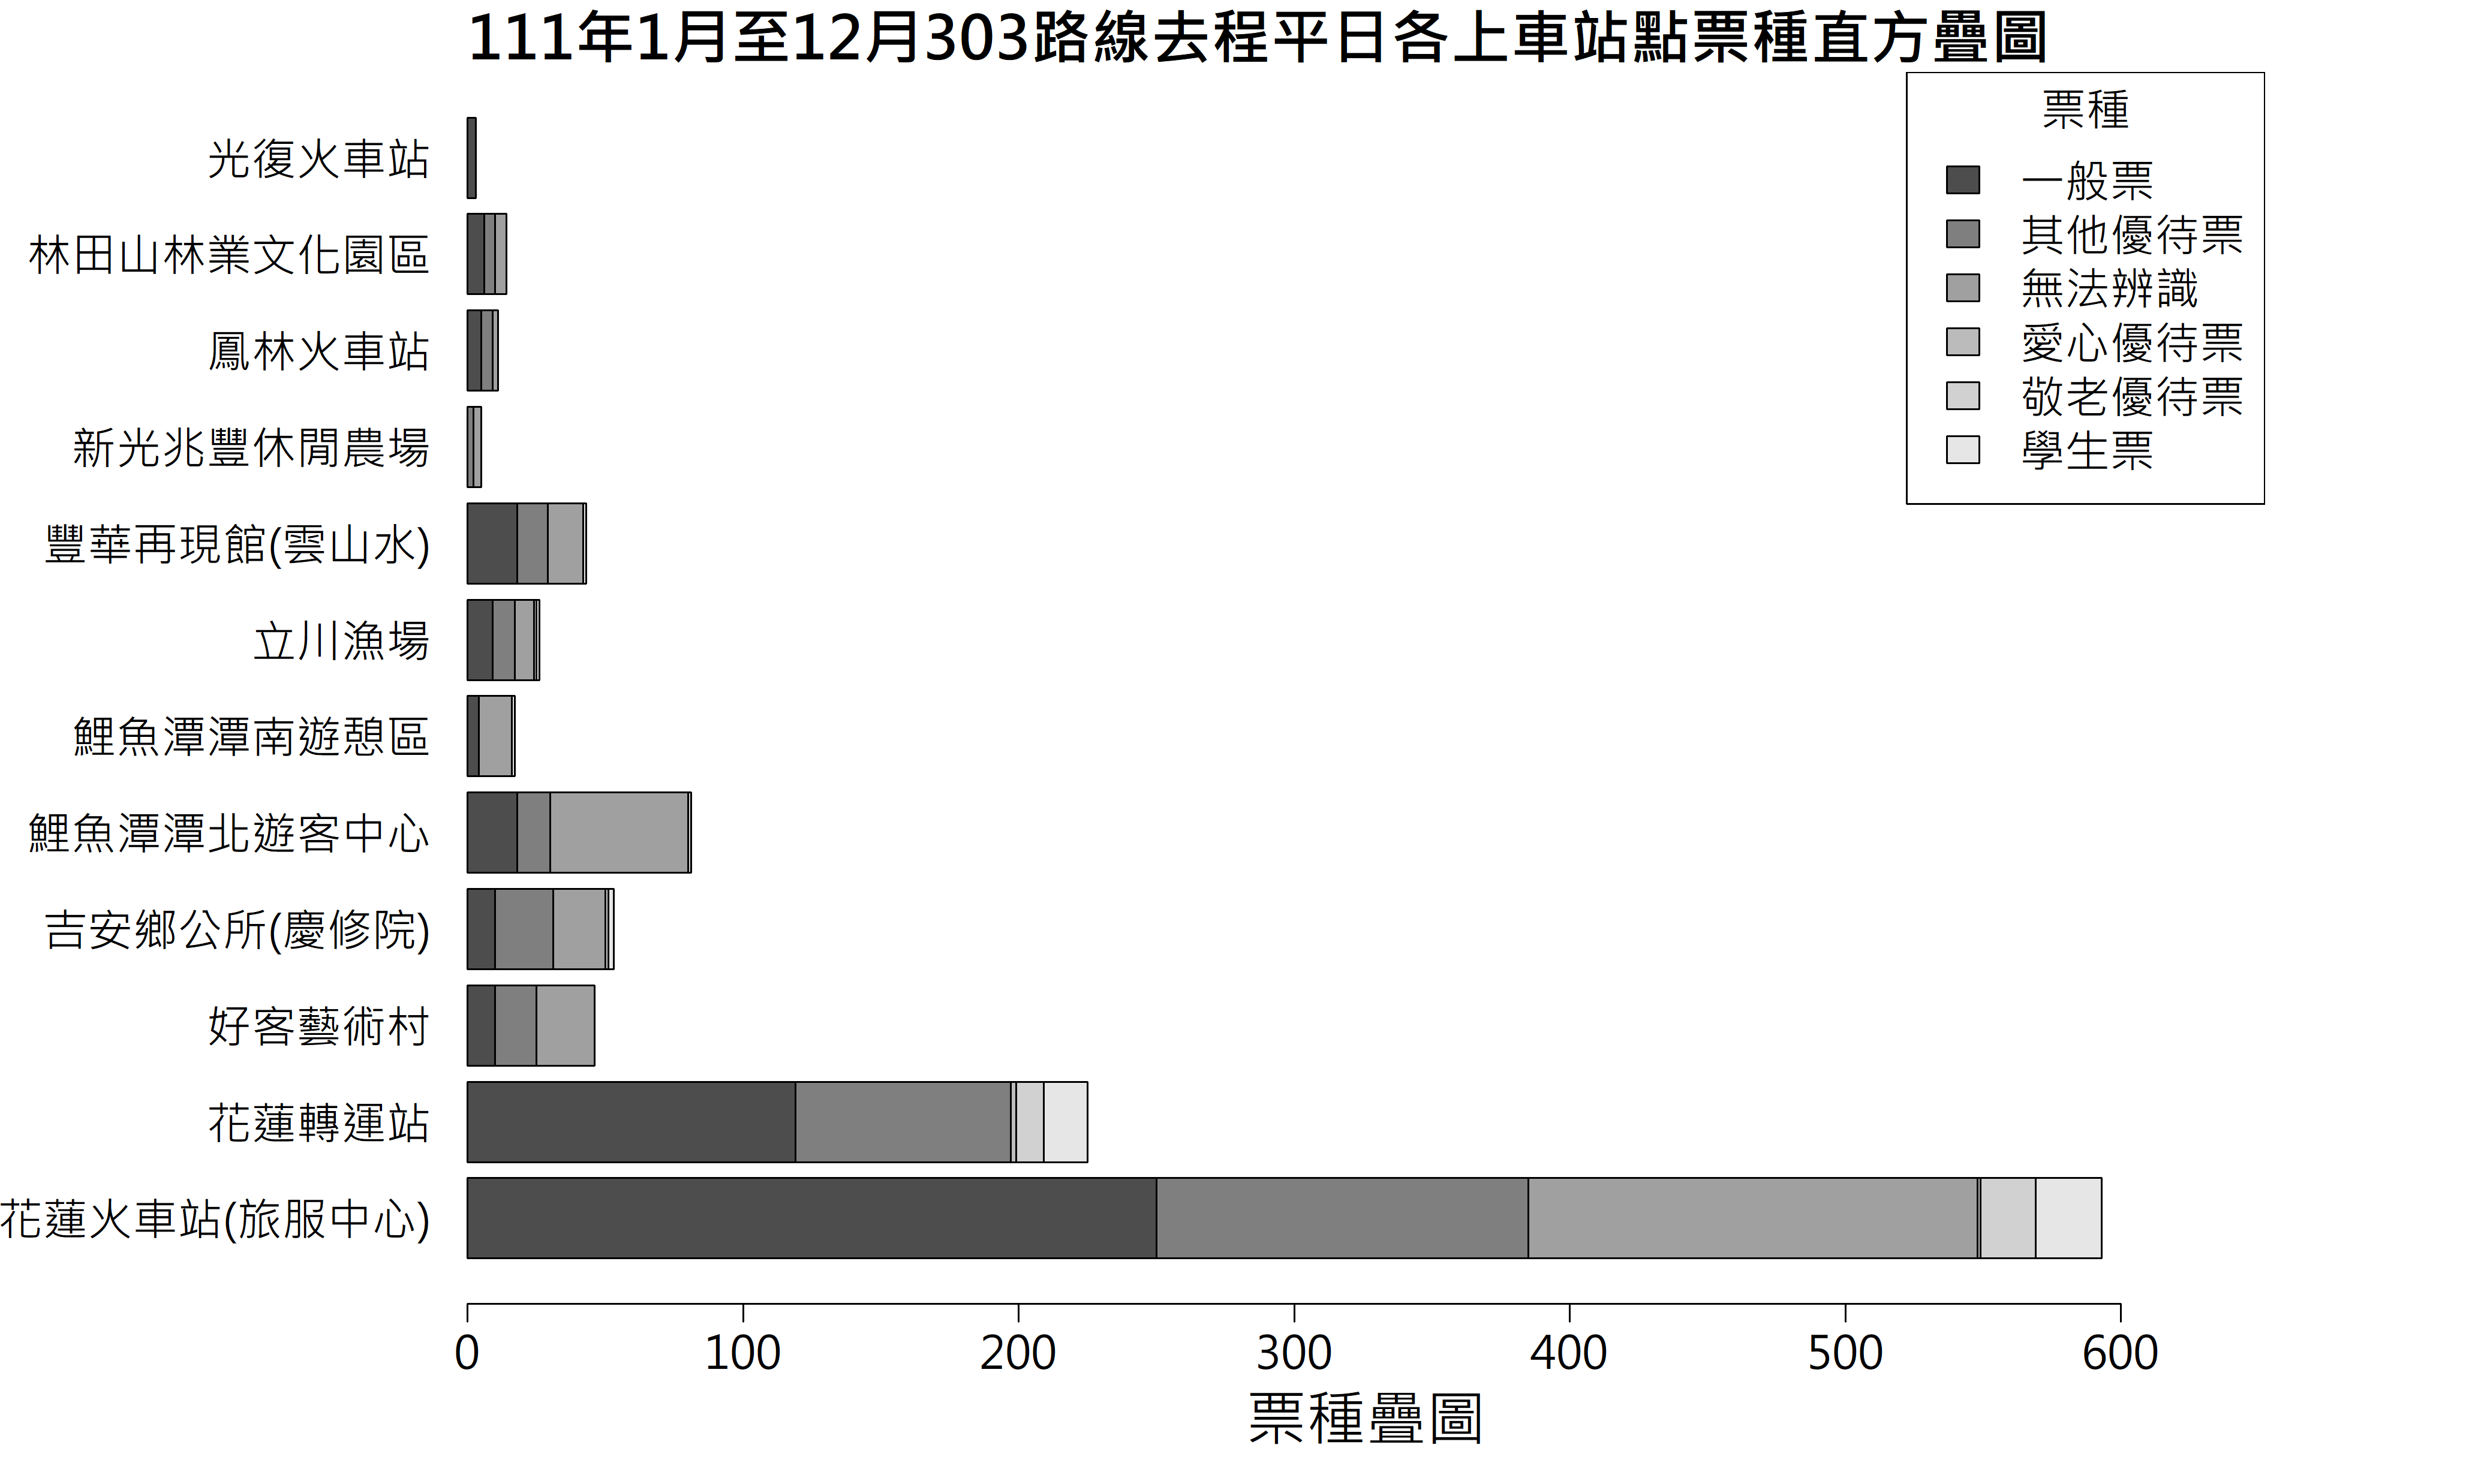 111年1月至12月303路線去程平日各上車站點票種直方疊圖
票種
一般票
其他優待票
無法辨識
愛心優待票
敬老優待票
學生票
光復火車站
林田山林業文化園區
鳳林火車站
新光兆豐休閒農場
豐華再現館(雲山水)
立川漁場
鯉魚潭潭南遊憩區
鯉魚潭潭北遊客中心
吉安鄉公所(慶修院)
好客藝術村
花蓮轉運站
花蓮火車站(旅服中心)
0 100 200 300 400 500 600
票種疊圖